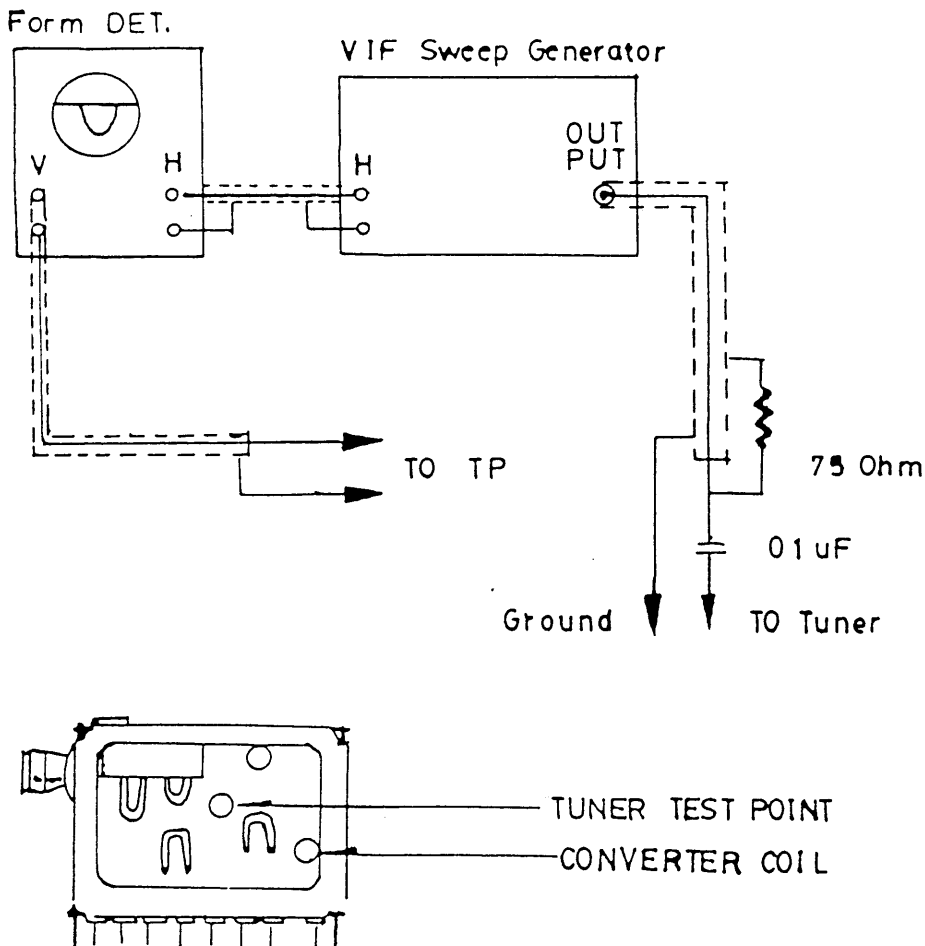 Form DET.
VIF Sweep Generator
OUT
PUT
V
H
H
TO TP
75 Ohm
01uF
Ground
TO Tuner
TUNER TEST POINT
CONVERTER COIL